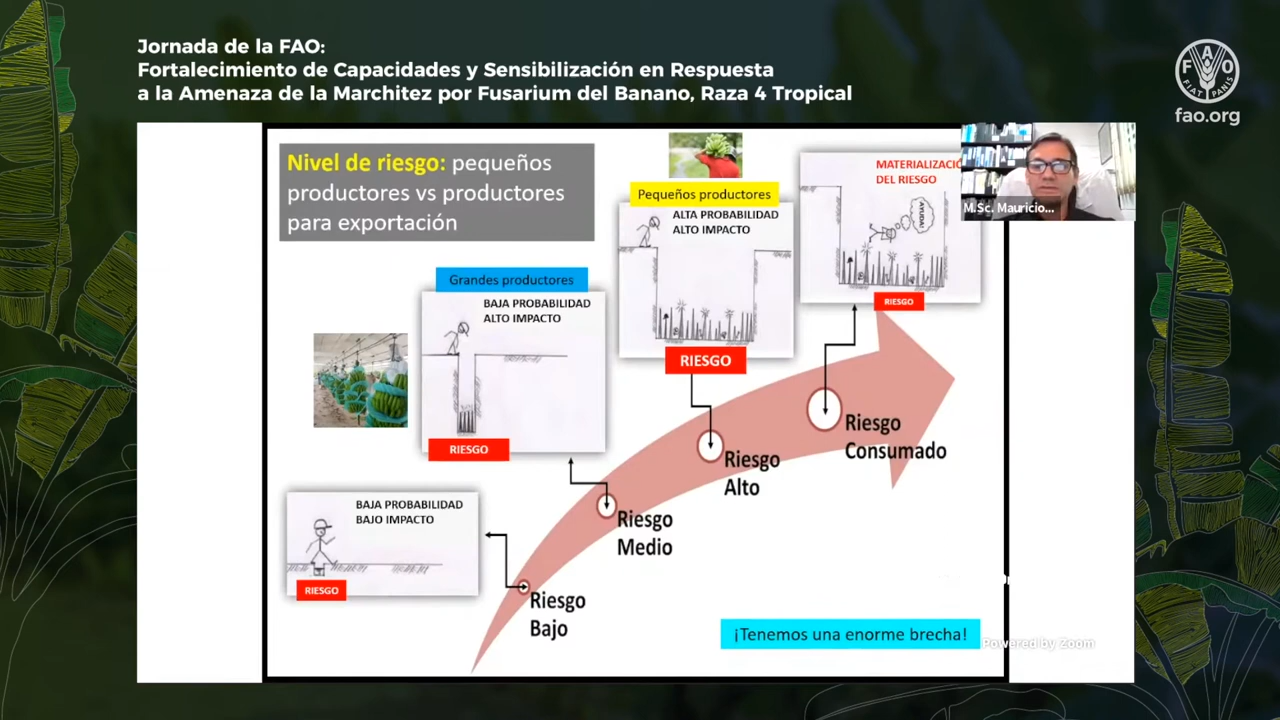 Jornada de la FAO:
Fortalecimiento de Capacidades y Sensibilización en Respuesta
a la Amenaza de la Marchitez por Fusarium del Banano, Raza 4 Tropical
FAO
FIAT PANIS
fao.org
Nivel de riesgo: pequeños
productores vs productores
para exportación
Pequeños productores
ALTA PROBABILIDAD
ALTO IMPACTO
RIESGO
MATERIALIZACIÓ
DEL RIESGO
AYUDA!
RIESGO
M.Sc. Mauricio...
Grandes productores
BAJA PROBABILIDAD
ALTO IMPACTO
RIESGO
BAJA PROBABILIDAD
BAJO IMPACTO
RIESGO
Riesgo
Consumado
Riesgo
Alto
Riesgo
Medio
Riesgo
Bajo
¡Tenemos una enorme brecha!
Powered by Zoom